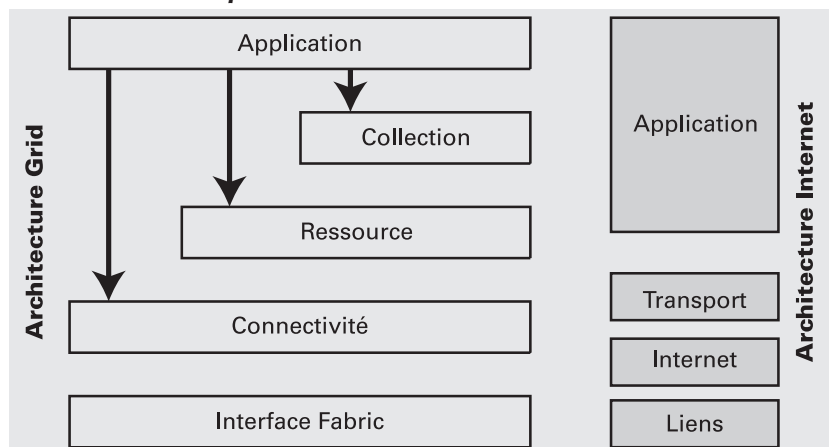 Architecture Grid
Application
Collection
Ressource
Connectivité
Interface Fabric
Application
Transport
Internet
Liens
Architecture Internet